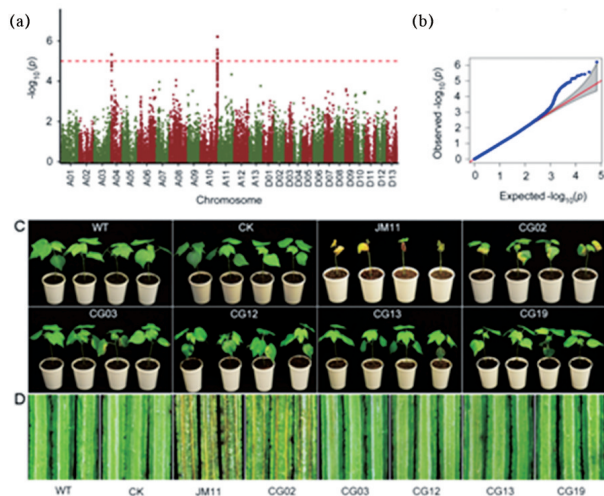 (a)
(b)
6
4
2
0
-log₁₀(p)
A01
A02
A03
A04
A05
A06
A07
A08
A09
A10
A11
A12
A13
D01
D02
D03
D04
D05
D06
D07
D08
D09
D10
D11
D12
D13
Chromosome
6
5
4
3
2
1
0
Observed -log₁₀(p)
0 1 2 3 4 5
Expected -log₁₀(p)
C
WT CK JM11 CG02
CG03 CG12 CG13 CG19
D
WT CK JM11 CG02 CG03 CG12 CG13 CG19